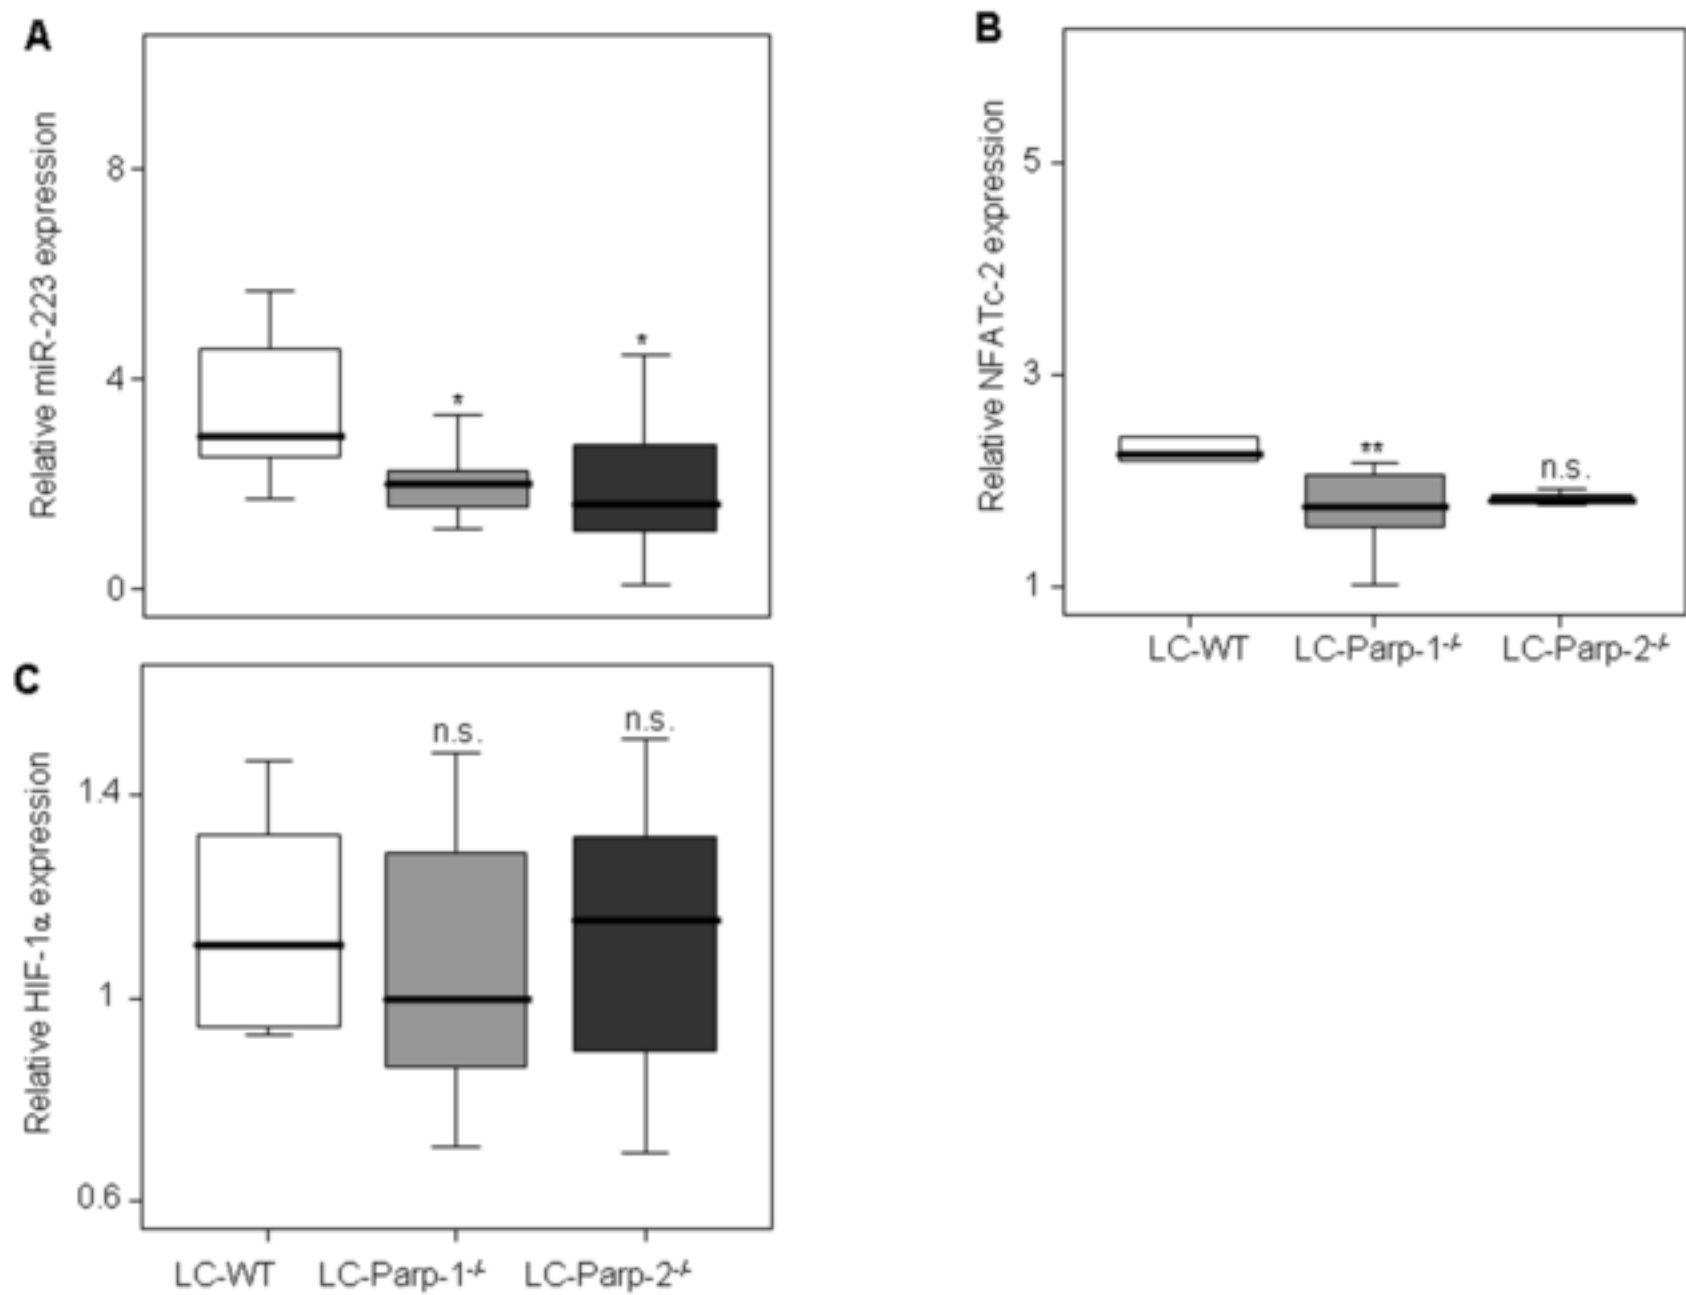 A
Relative miR-223 expression
8
4
0
*
*
B
Relative NFATc-2 expression
5
3
1
**
n.s.
LC-WT LC-Parp-1-/- LC-Parp-2-/-
C
Relative HIF-1α expression
1.4
1
0.6
n.s.
n.s.
LC-WT LC-Parp-1-/- LC-Parp-2-/-